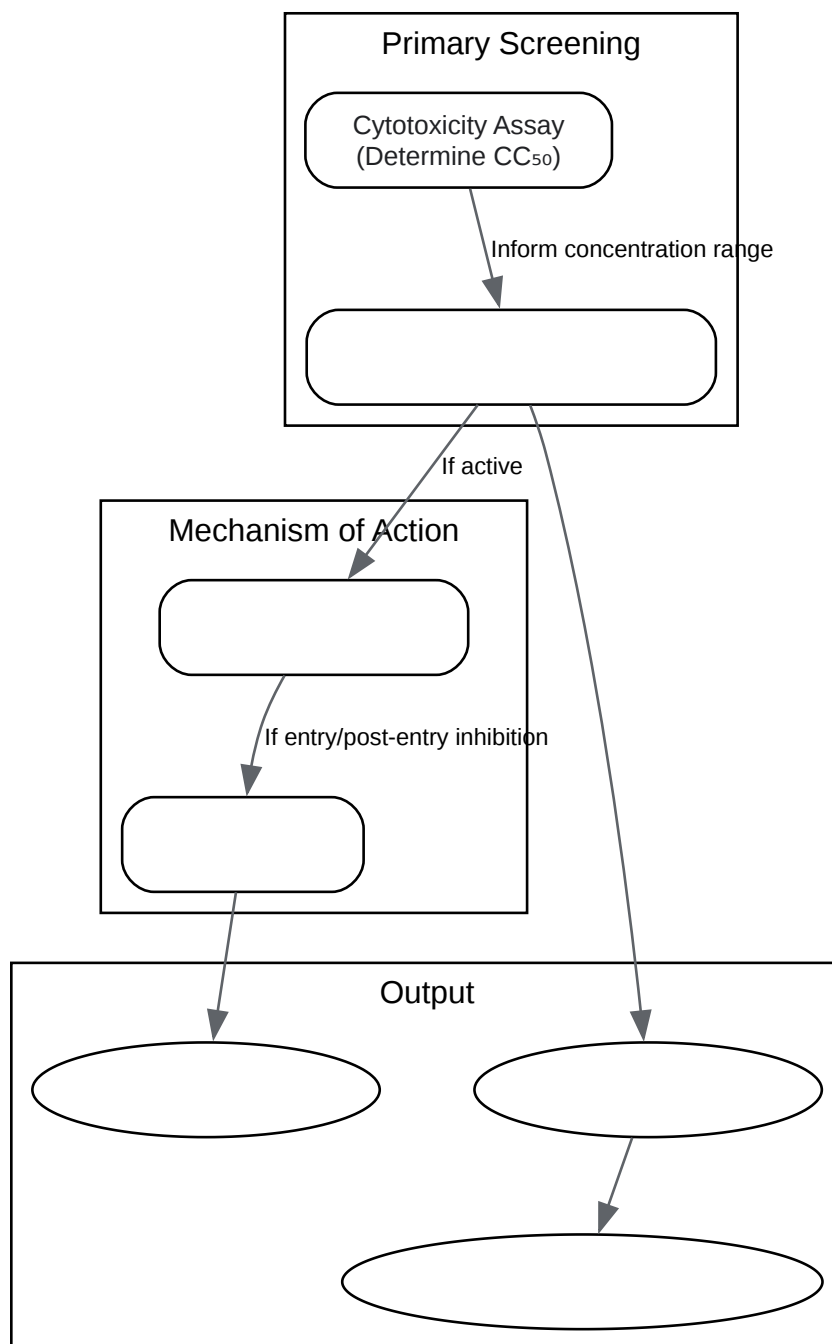 Primary Screening
Cytotoxicity Assay
(Determine CC₅₀)
Inform concentration range
If active
Mechanism of Action
If entry/post-entry inhibition
Output